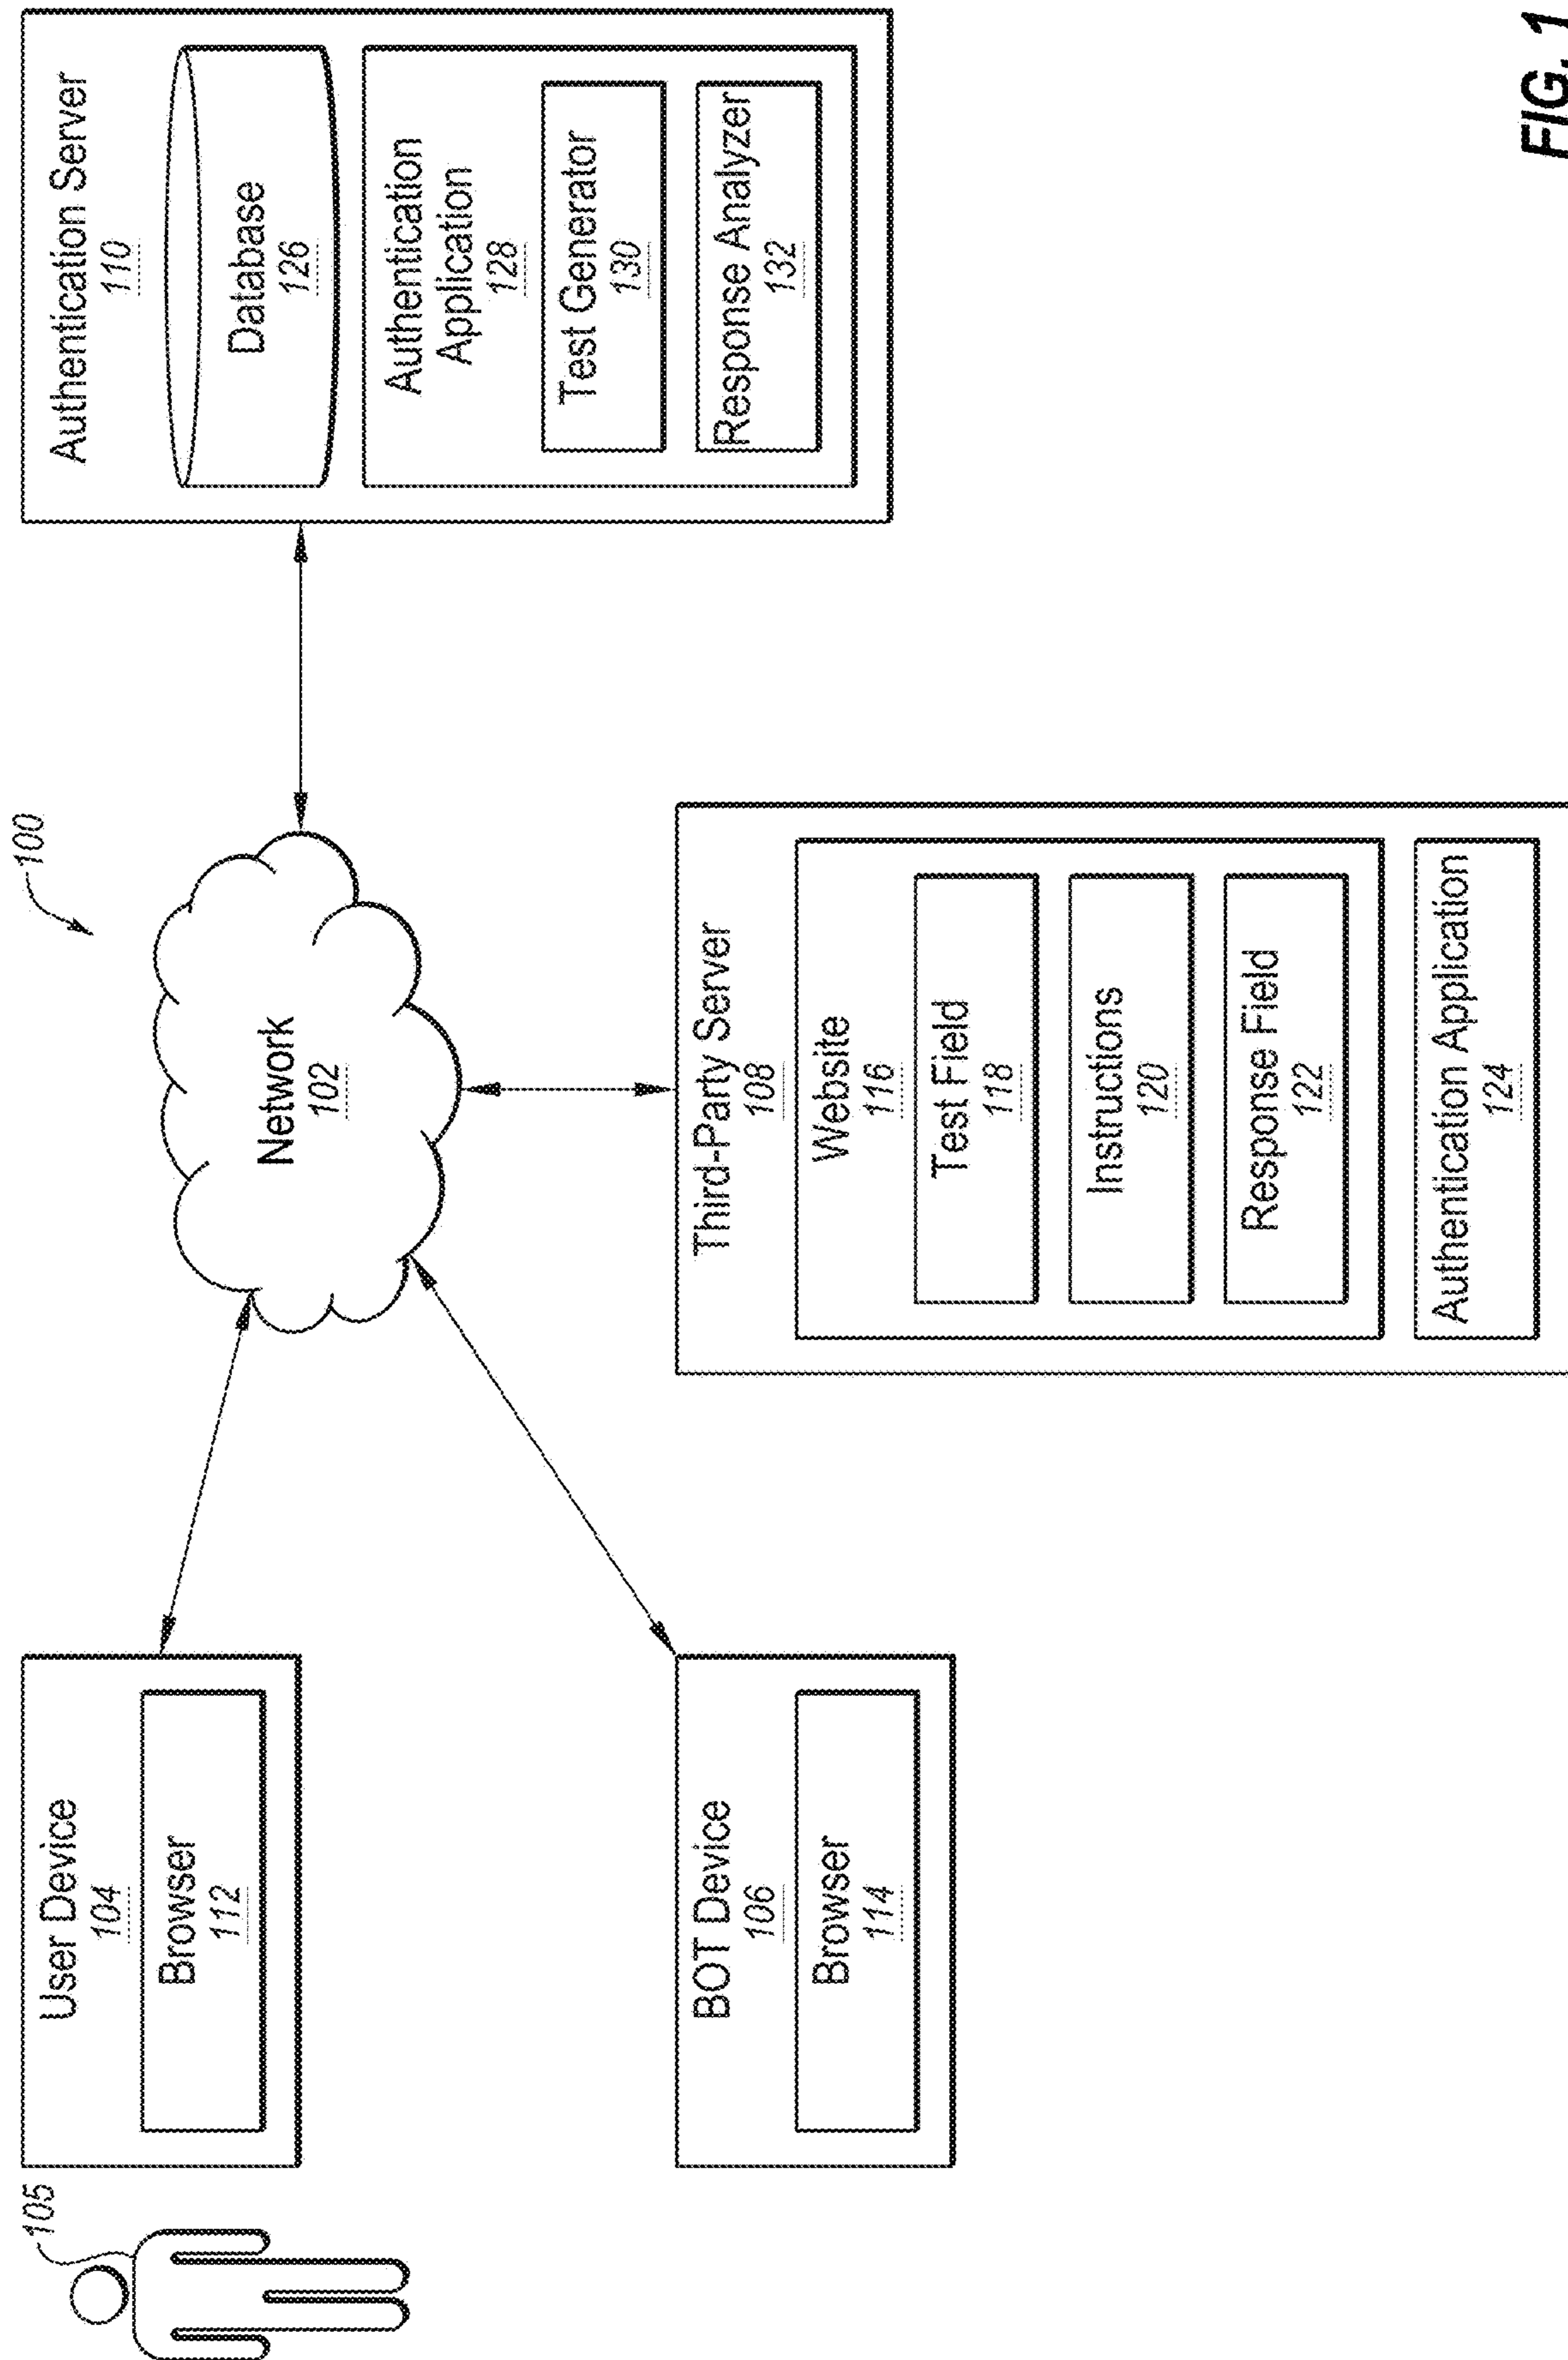 100
105
User Device
104
Browser
112
Network
102
Authentication Server
110
Database
126
Authentication
Application
128
Test Generator
130
Response Analyzer
132
BOT Device
106
Browser
114
Third-Party Server
108
Website
116
Test Field
118
Instructions
120
Response Field
122
Authentication Application
124
FIG. 1